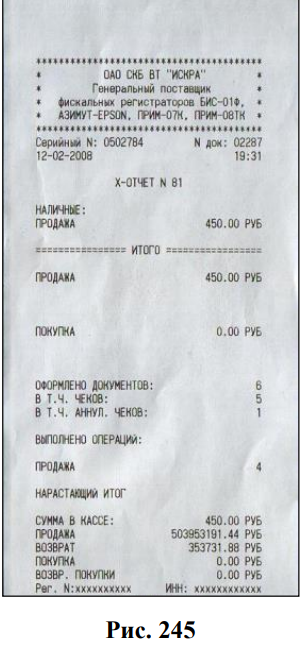 ****************************************
* ОАО СКБ ВТ "ИСКРА" *
* Генеральный поставщик *
* фискальных регистраторов БИС-01Ф, *
* АЗИМУТ-EPSON, ПРИМ-07К, ПРИМ-08ТК *
****************************************
Серийный N: 0502784 N док: 02287
12-02-2008 19:31
X-ОТЧЕТ N 81
НАЛИЧНЫЕ:
ПРОДАЖА 450.00 РУБ
================ ИТОГО ================
ПРОДАЖА 450.00 РУБ
ПОКУПКА 0.00 РУБ
ОФОРМЛЕНО ДОКУМЕНТОВ: 6
В Т.Ч. ЧЕКОВ: 5
В Т.Ч. АННУЛ. ЧЕКОВ: 1
ВЫПОЛНЕНО ОПЕРАЦИЙ:
ПРОДАЖА 4
НАРАСТАЮЩИЙ ИТОГ
СУММА В КАССЕ: 450.00 РУБ
ПРОДАЖА 503953191.44 РУБ
ВОЗВРАТ 353731.88 РУБ
ПОКУПКА 0.00 РУБ
ВОЗВР. ПОКУПКИ 0.00 РУБ
Рег. N:xxxxxxxxxx ИНН: xxxxxxxxxxxx
Рис. 245